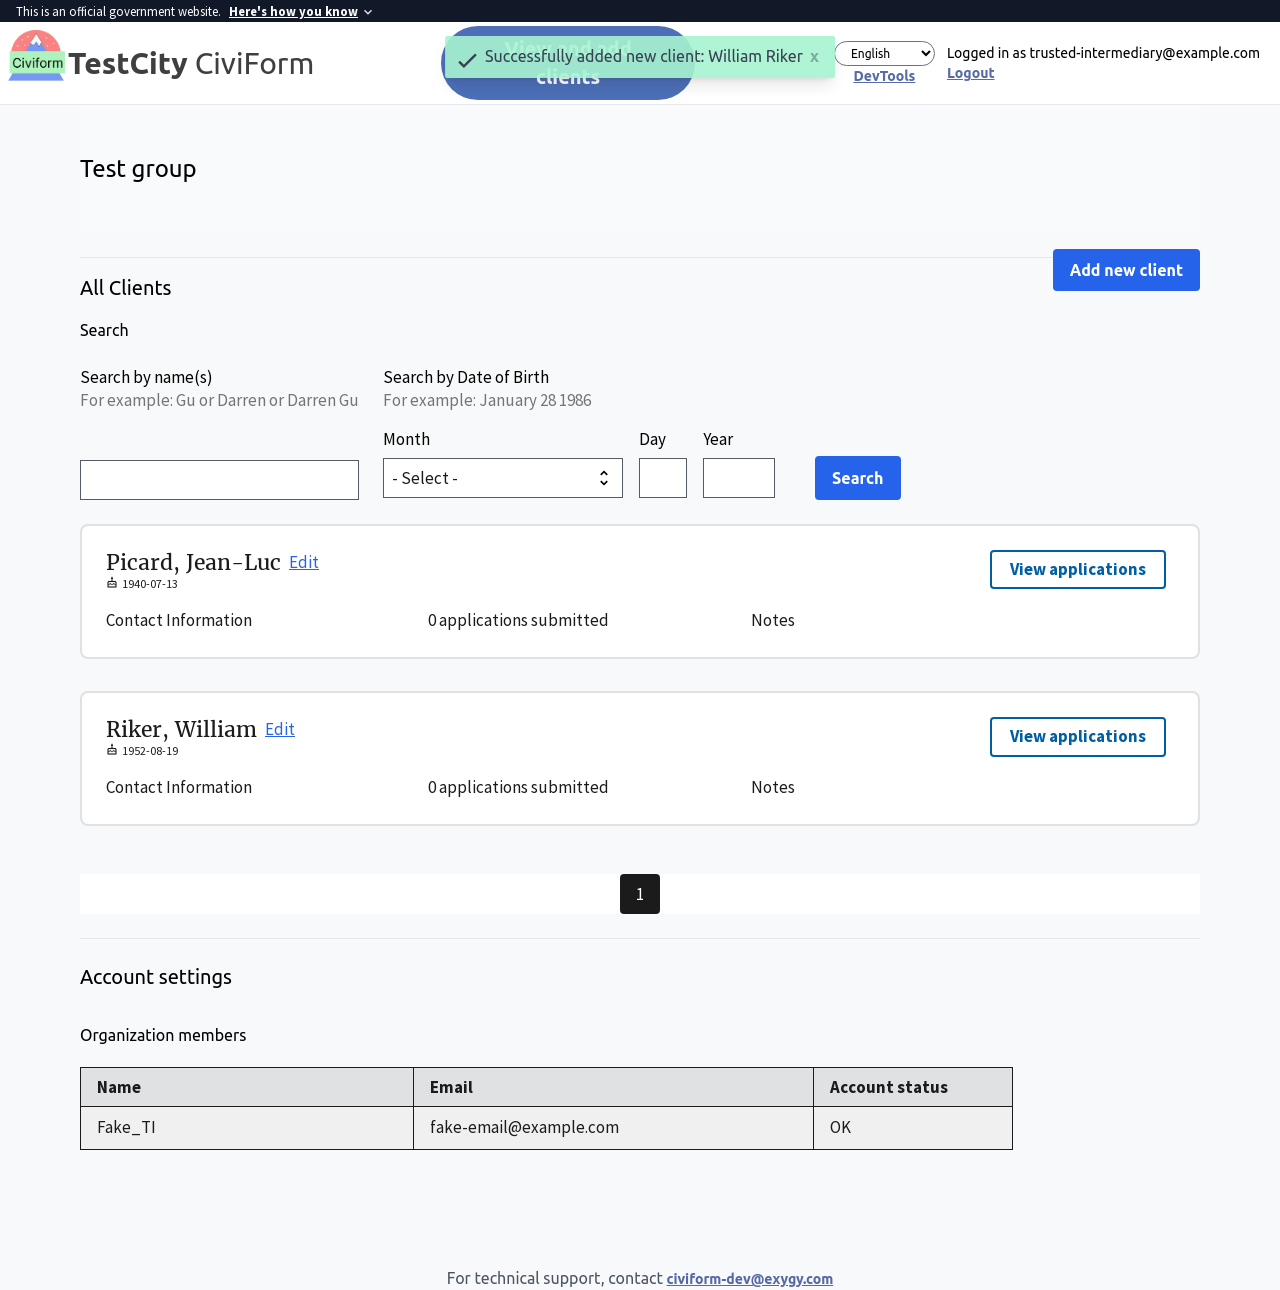 This is an official government website. Here's how you know
Civiform
TestCity CiviForm
View and add
clients
Successfully added new client: William Riker x
English
DevTools
Logged in as trusted-intermediary@example.com
Logout
Test group
Add new client
All Clients
Search
Search by name(s)
For example: Gu or Darren or Darren Gu
Search by Date of Birth
For example: January 28 1986
Month Day Year
- Select -
Search
Picard, Jean-Luc Edit
View applications
1940-07-13
Contact Information 0 applications submitted Notes
Riker, William Edit
View applications
1952-08-19
Contact Information 0 applications submitted Notes
1
Account settings
Organization members
Name Email Account status
Fake_TI fake-email@example.com OK
For technical support, contact civiform-dev@exygy.com